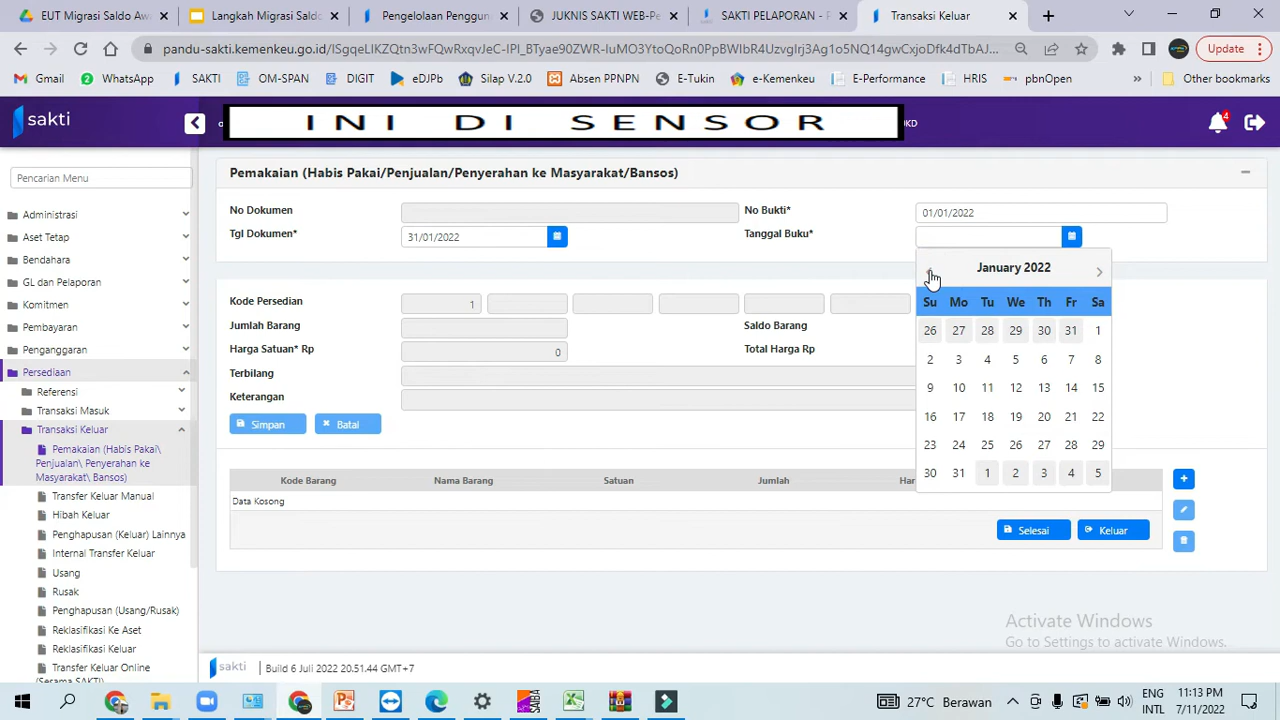 EUT Migrasi Saldo Aw
Langkah Migrasi Saldo
Pengelolaan Penggun
JUKNIS SAKTI WEB-Pe
SAKTI PELAPORAN - P
Transaksi Keluar
pandu-sakti.kemenkeu.go.id/
Update
Gmail
WhatsApp
SAKTI
OM-SPAN
DIGIT
eDJPb
Silap V.2.0
Absen PPNPN
E-Tukin
e-Kemenkeu
E-Performance
HRIS
pbnOpen
Other bookmarks
sakti
INI DI SENSOR
KD
4
Pencarian Menu
Administrasi
Aset Tetap
Bendahara
GL dan Pelaporan
Komitmen
Pembayaran
Penganggaran
Persediaan
Referensi
Transaksi Masuk
Transaksi Keluar
Pemakaian (Habis Pakai\
Penjualan\ Penyerahan ke
Masyarakat\ Bansos)
Transfer Keluar Manual
Hibah Keluar
Penghapusan (Keluar) Lainnya
Internal Transfer Keluar
Usang
Rusak
Penghapusan (Usang/Rusak)
Reklasifikasi Ke Aset
Reklasifikasi Keluar
Transfer Keluar Online
(Sesama SAKTI)
Pemakaian (Habis Pakai/Penjualan/Penyerahan ke Masyarakat/Bansos)
No Dokumen
No Bukti*
01/01/2022
Tgl Dokumen*
31/01/2022
Tanggal Buku*
January 2022
Su Mo Tu We Th Fr Sa
26 27 28 29 30 31 1
2 3 4 5 6 7 8
9 10 11 12 13 14 15
16 17 18 19 20 21 22
23 24 25 26 27 28 29
30 31 1 2 3 4 5
Kode Persedian
1
Jumlah Barang
Saldo Barang
Harga Satuan* Rp
0
Total Harga Rp
Terbilang
Keterangan
Simpan
Batal
Kode Barang
Nama Barang
Satuan
Jumlah
Har
Data Kosong
Selesai
Keluar
Activate Windows
Go to Settings to activate Windows.
sakti
Build 6 Juli 2022 20.51.44 GMT+7
27°C Berawan
ENG
INTL
11:13 PM
7/11/2022